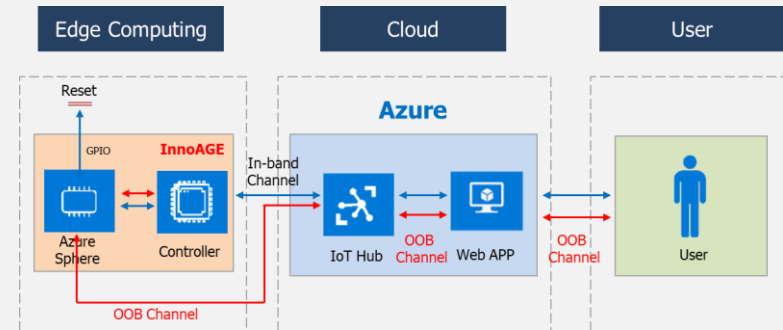 Edge Computing
Cloud
User
Reset
GPIO
InnoAGE
Azure
Sphere
Controller
OOB Channel
In-band
Channel
Azure
IoT Hub
OOB
Channel
Web APP
OOB
Channel
User